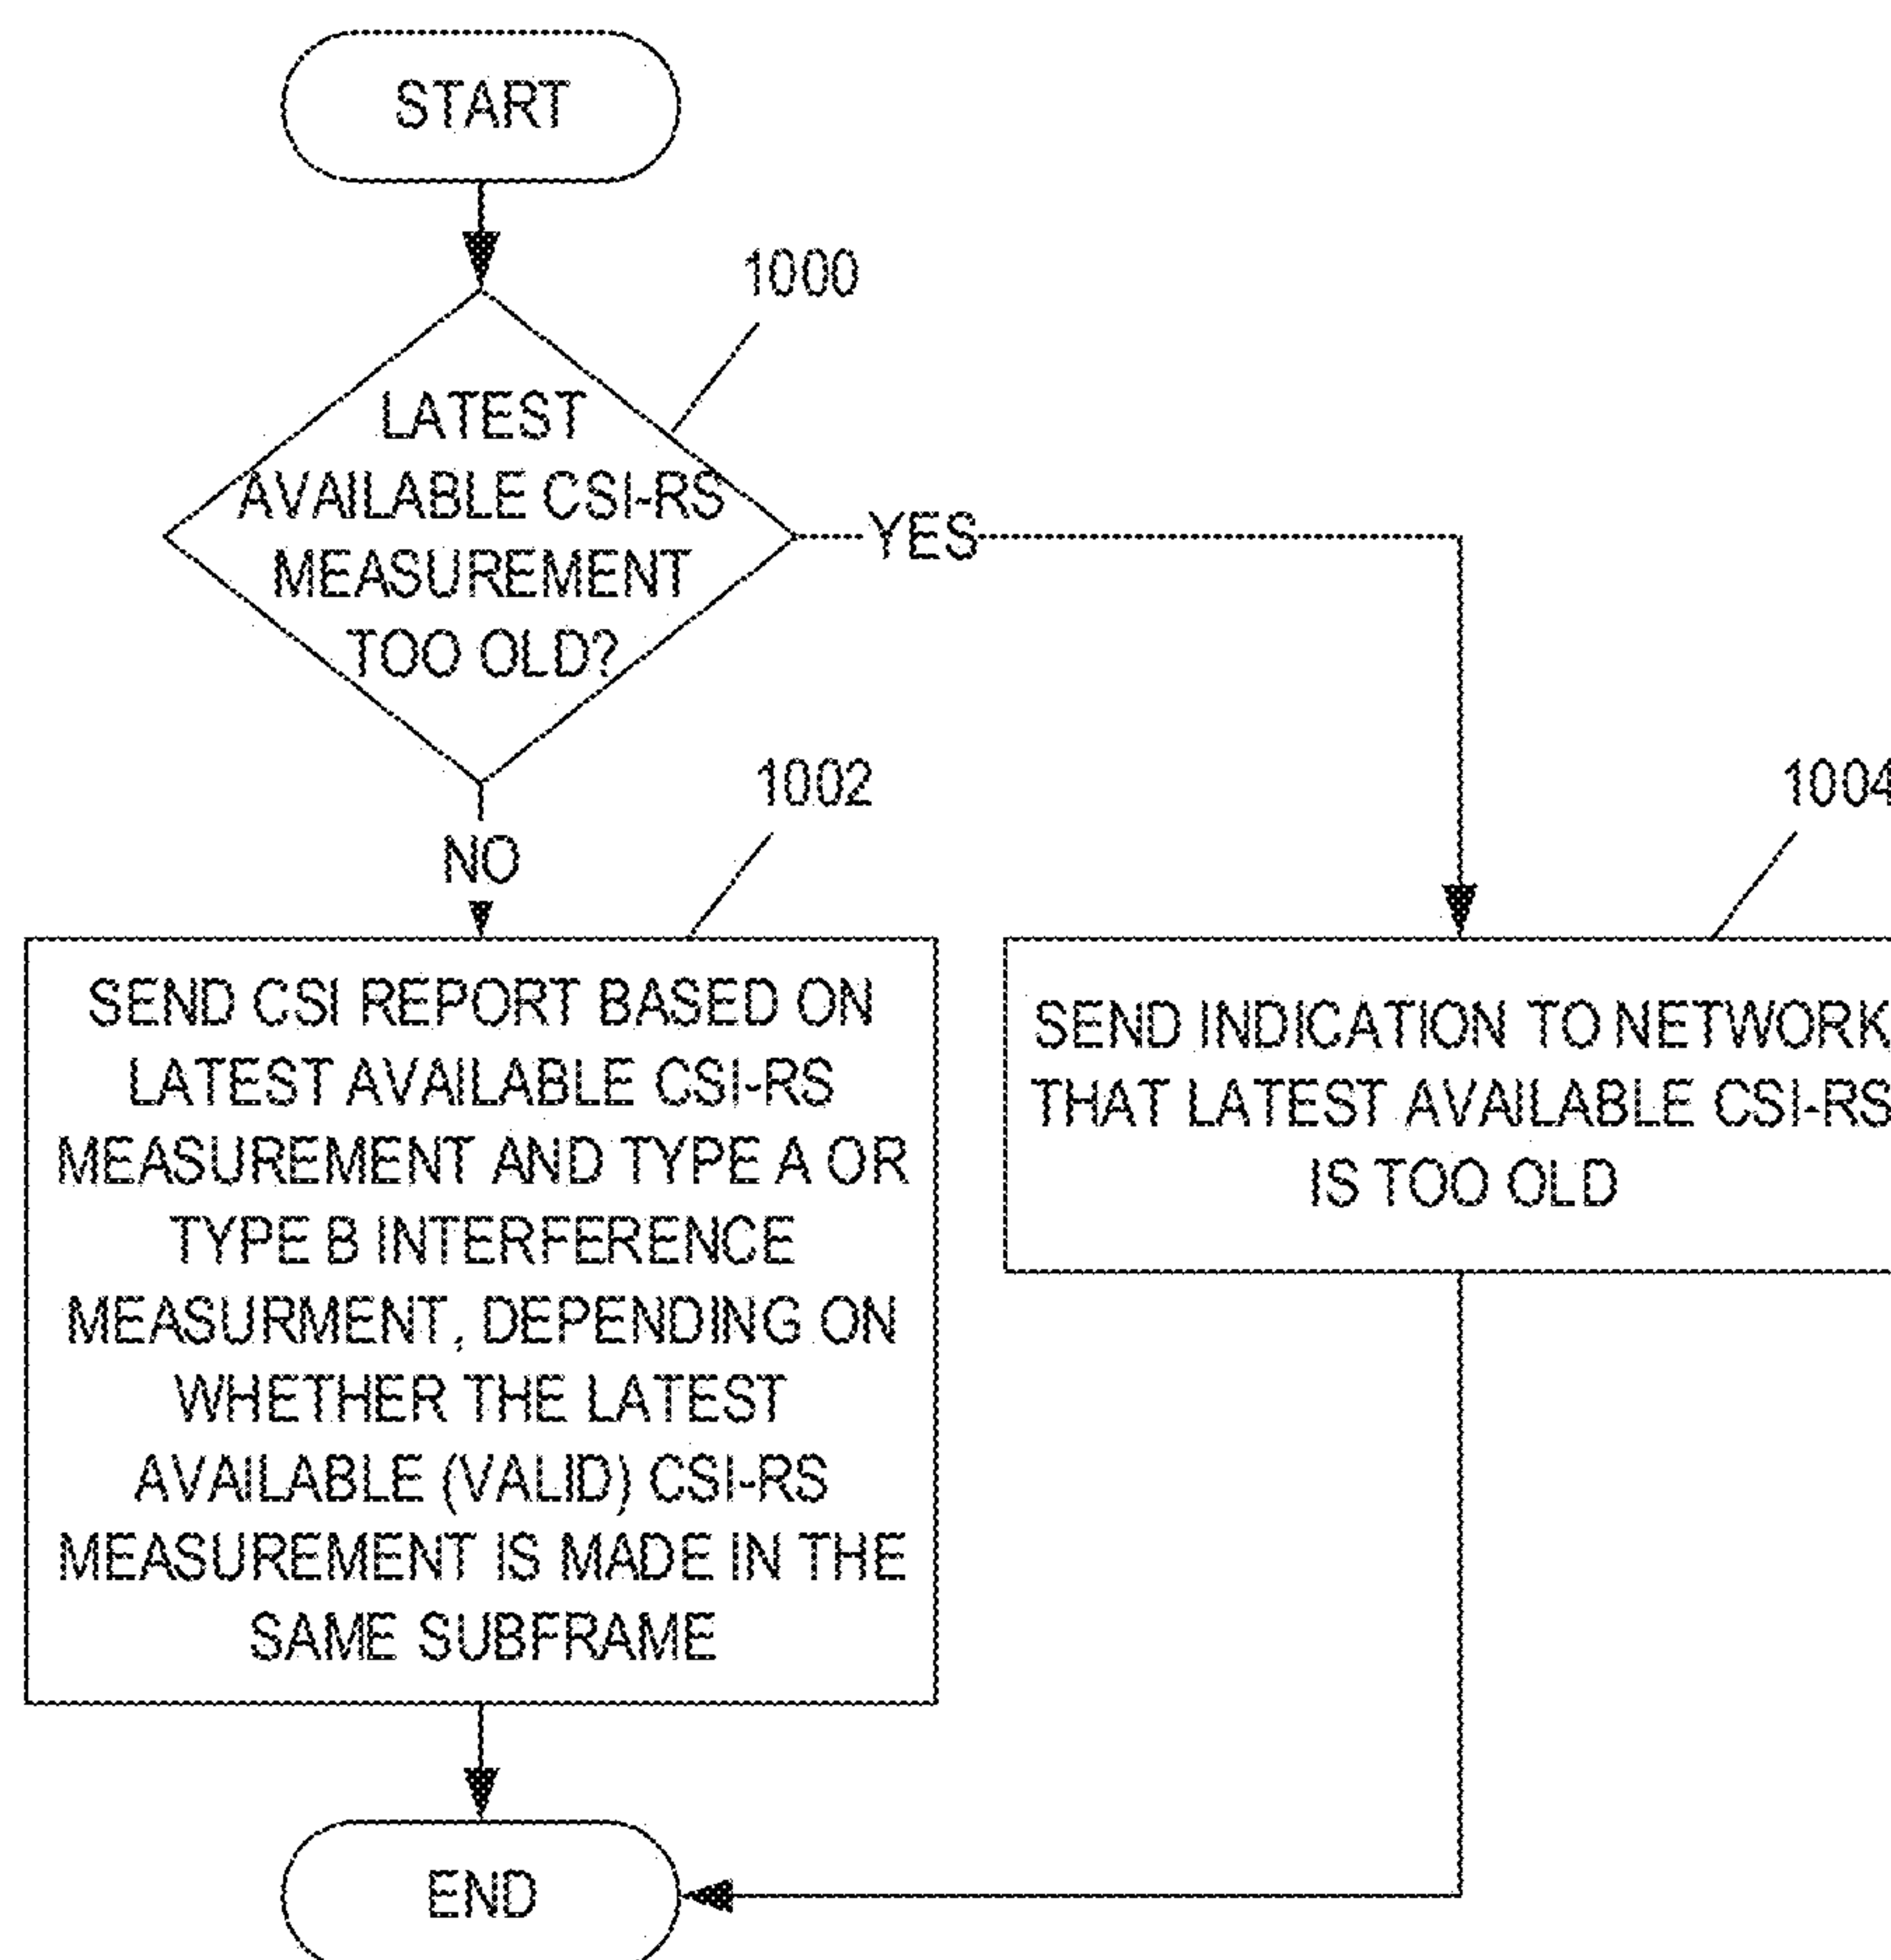 START
1000
LATEST
AVAILABLE CSI-RS
MEASUREMENT
TOO OLD?
YES
NO
1002
SEND CSI REPORT BASED ON
LATEST AVAILABLE CSI-RS
MEASUREMENT AND TYPE A OR
TYPE B INTERFERENCE
MEASURMENT, DEPENDING ON
WHETHER THE LATEST
AVAILABLE (VALID) CSI-RS
MEASUREMENT IS MADE IN THE
SAME SUBFRAME
1004
SEND INDICATION TO NETWORK
THAT LATEST AVAILABLE CSI-RS
IS TOO OLD
END